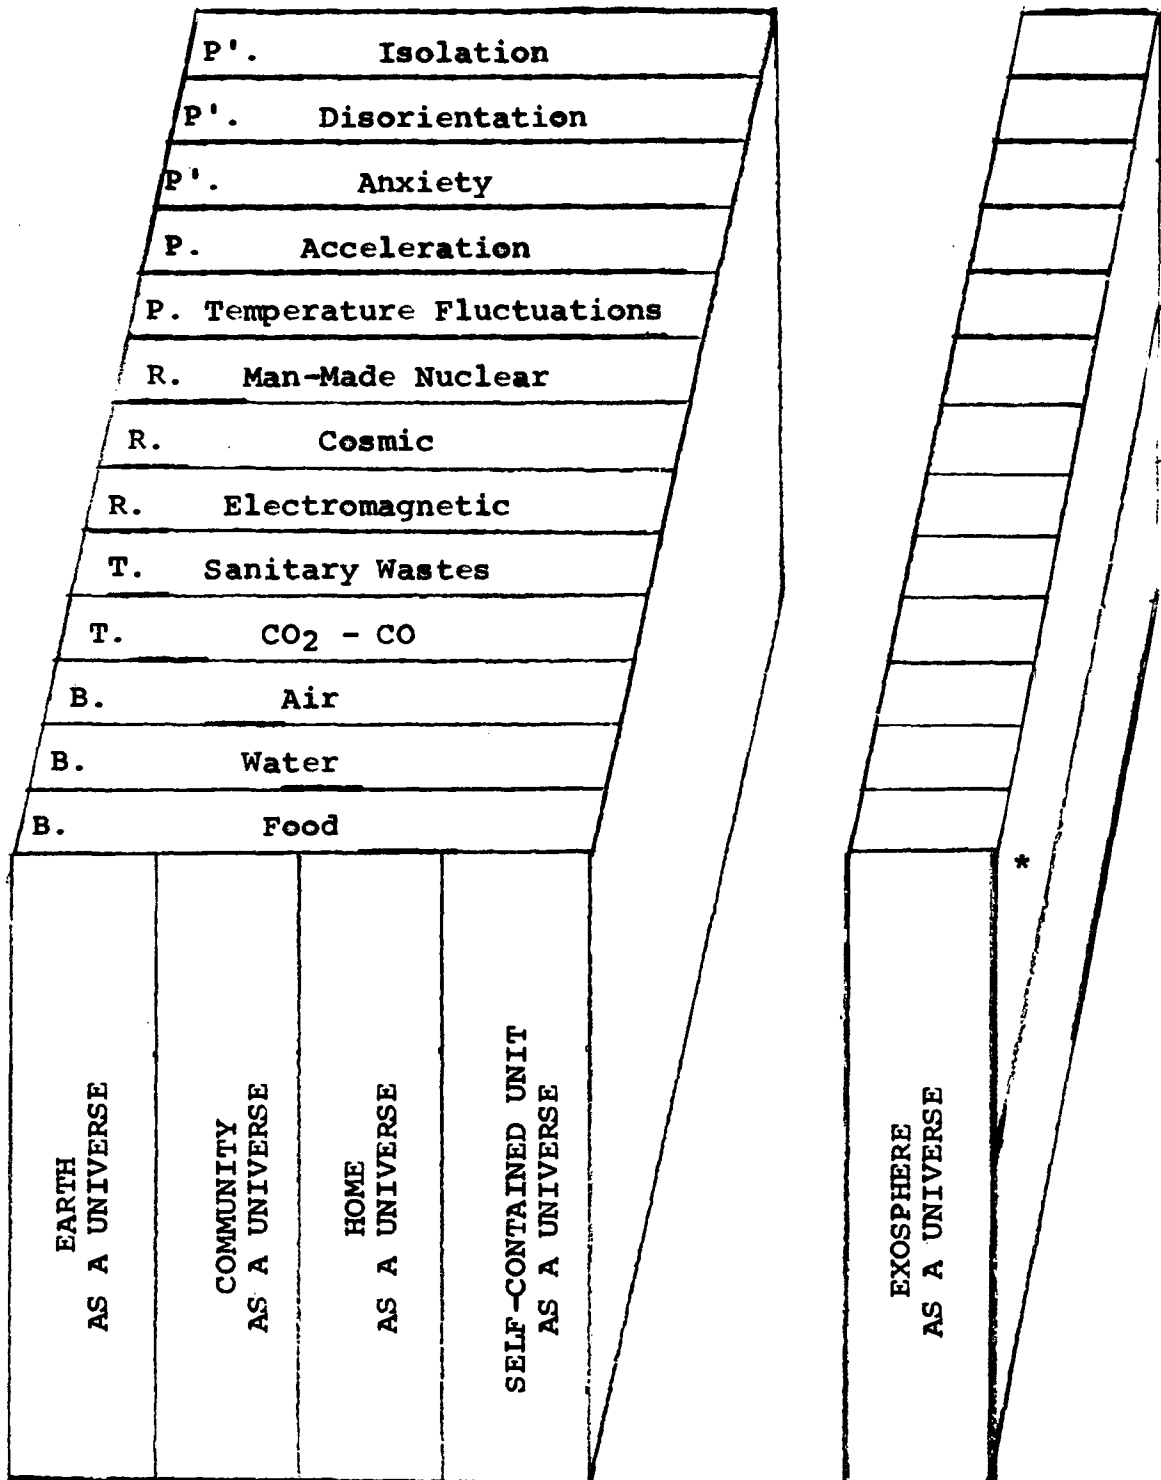 P'. Isolation
P'. Disorientation
P'. Anxiety
P. Acceleration
P. Temperature Fluctuations
R. Man-Made Nuclear
R. Cosmic
R. Electromagnetic
T. Sanitary Wastes
T. CO2 - CO
B. Air
B. Water
B. Food
*
EARTH
AS A UNIVERSE
COMMUNITY
AS A UNIVERSE
HOME
AS A UNIVERSE
SELF-CONTAINED UNIT
AS A UNIVERSE
EXOSPHERE
AS A UNIVERSE